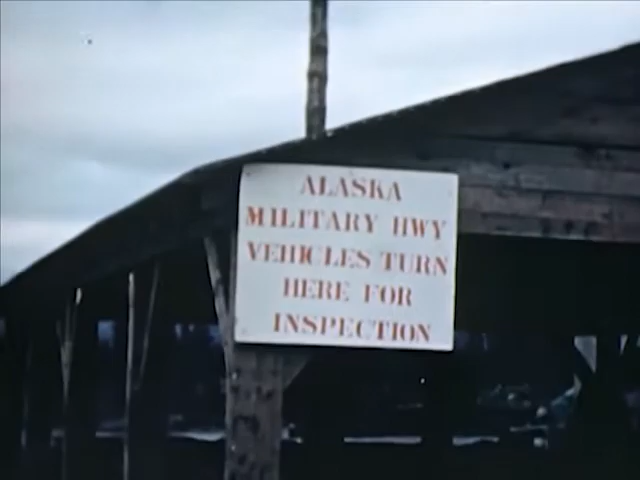 ALASKA
MILITARY HWY
VEHICLES TURN
HERE FOR
INSPECTION